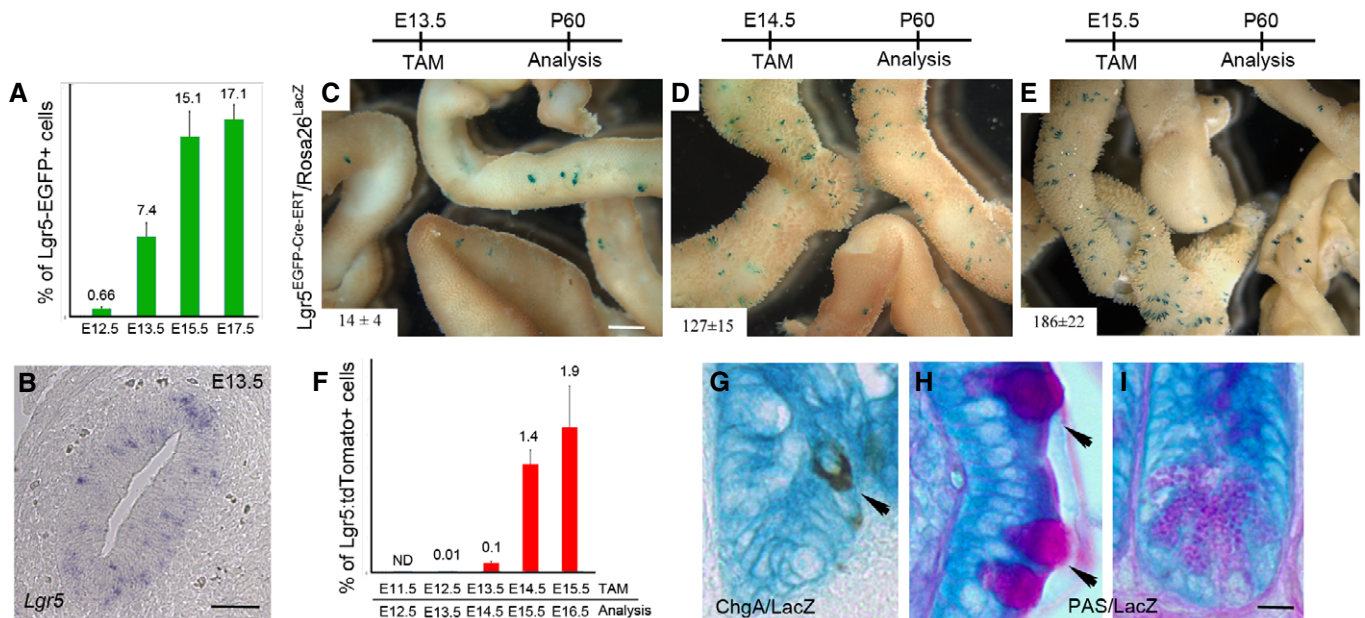 E13.5 P60
TAM Analysis
E14.5 P60
TAM Analysis
E15.5 P60
TAM Analysis
A
% of Lgr5-EGFP+ cells
0.66
7.4
15.1
17.1
E12.5 E13.5 E15.5 E17.5
Lgr5EGFP-Cre-ERT/Rosa26LacZ
C
14 ± 4
D
127±15
E
186±22
B
E13.5
Lgr5
F
% of Lgr5:tdTomato+ cells
ND
0.01
0.1
1.4
1.9
E11.5 E12.5 E13.5 E14.5 E15.5 TAM
E12.5 E13.5 E14.5 E15.5 E16.5 Analysis
G
ChgA/LacZ
H
I
PAS/LacZ